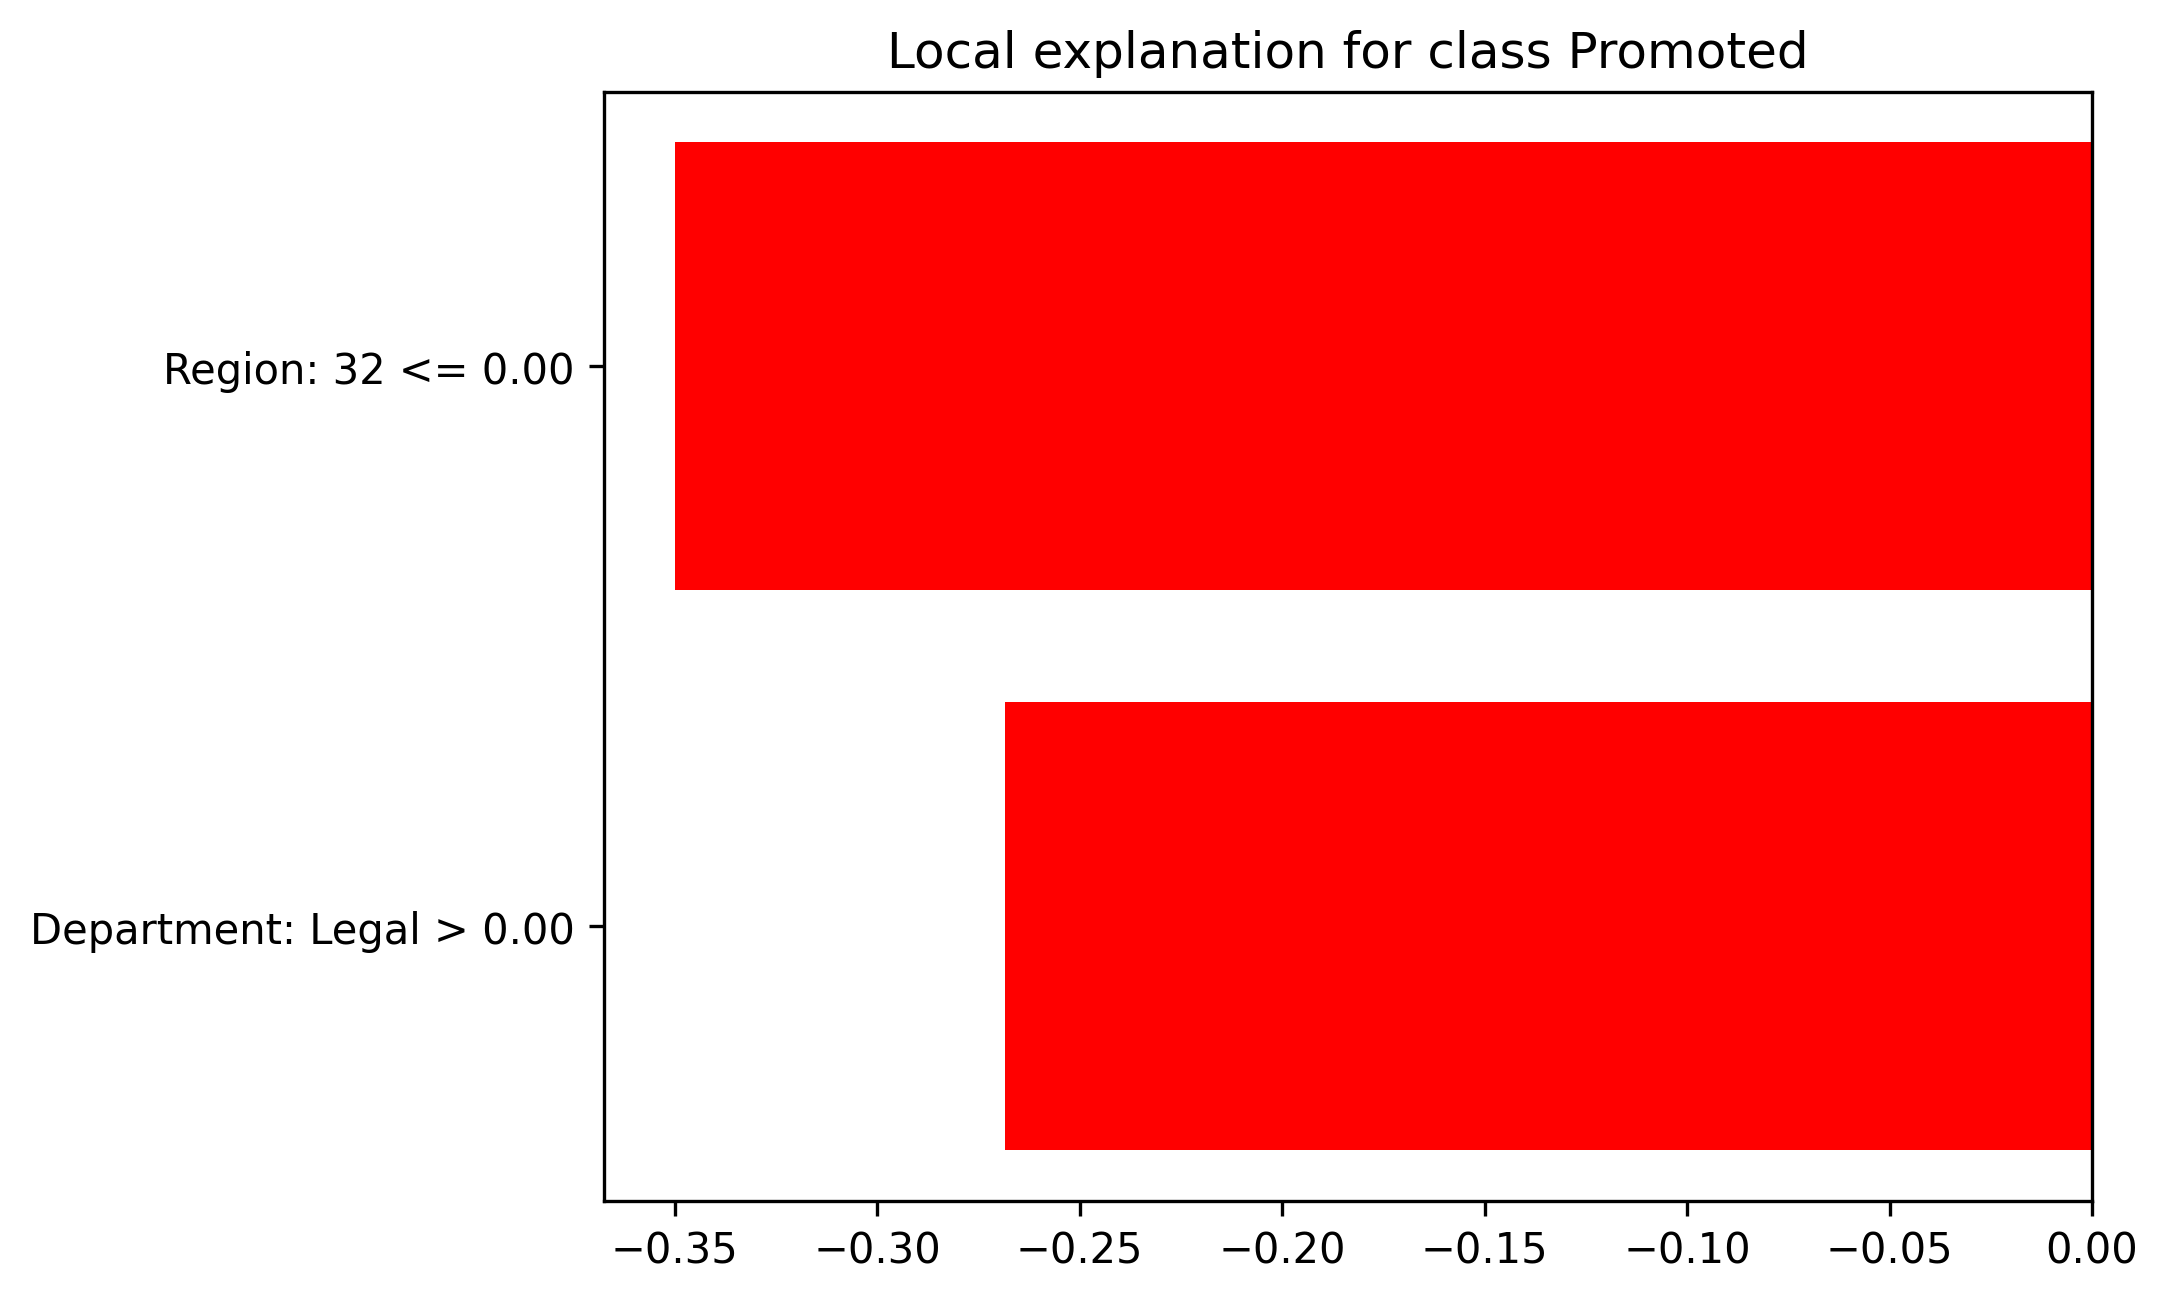 Local explanation for class Promoted
Region: 32 <= 0.00
Department: Legal > 0.00
−0.35 −0.30 −0.25 −0.20 −0.15 −0.10 −0.05 0.00